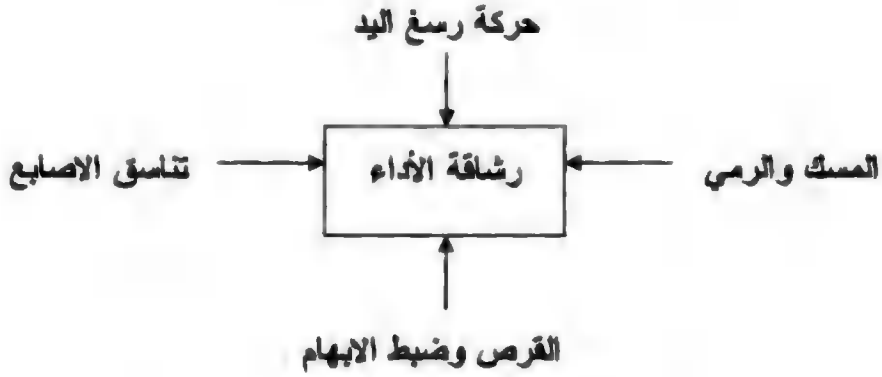 حركة رسغ اليد
المسك والرمي
رشاقة الأداء
تناسق الاصابع
القرص وضبط الابهام